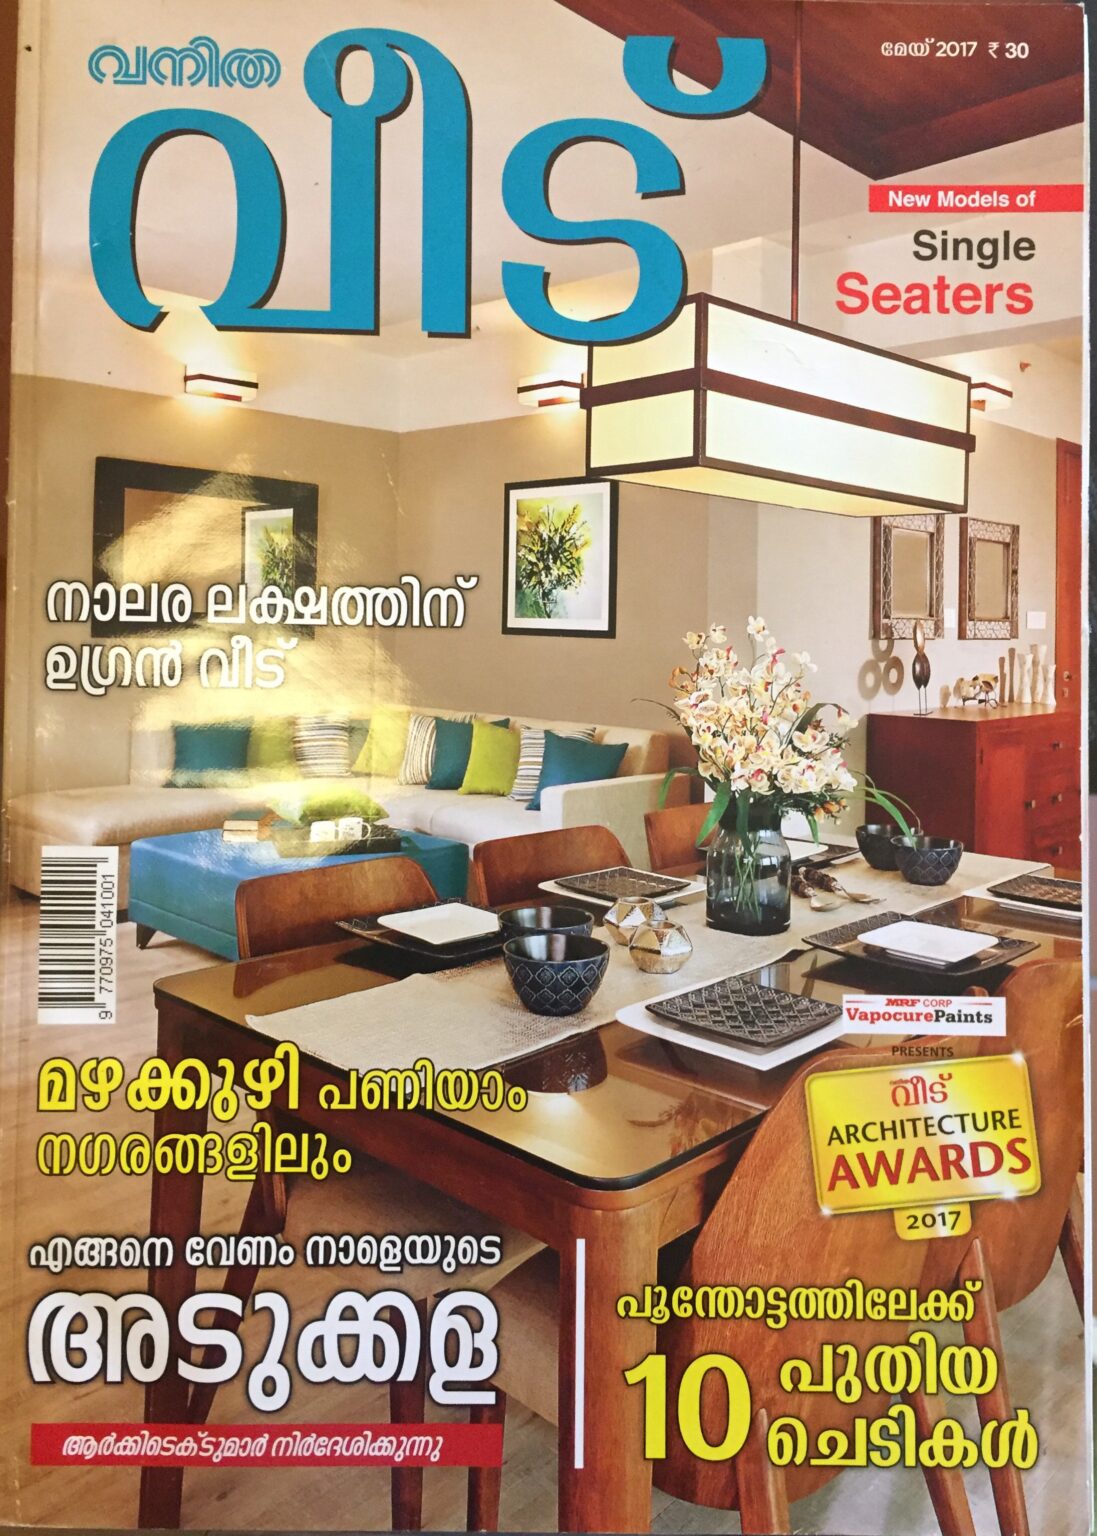 വനിത
വീട്
മേയ് 2017 ₹ 30
New Models of
Single
Seaters
നാലര ലക്ഷത്തിന്
ഉഗ്രൻ വീട്
9 770975 041001
മഴക്കുഴി പണിയാം
നഗരങ്ങളിലും
MRF CORP
VapocurePaints
PRESENTS
വനിത
വീട്
ARCHITECTURE
AWARDS
2017
എങ്ങനെ വേണം നാളെയുടെ
അടുക്കള
ആർക്കിടെക്ടുമാർ നിർദേശിക്കുന്നു
പൂന്തോട്ടത്തിലേക്ക്
10 പുതിയ
ചെടികൾ